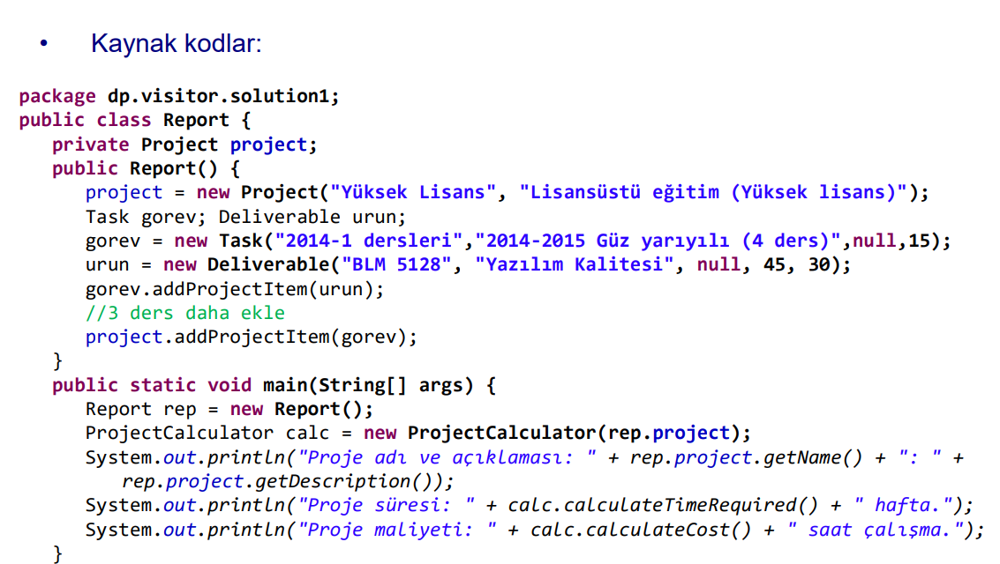 • Kaynak kodlar:
package dp.visitor.solution1;
public class Report {
private Project project;
public Report() {
project = new Project("Yüksek Lisans", "Lisansüstü eğitim (Yüksek lisans)");
Task gorev; Deliverable urun;
gorev = new Task("2014-1 dersleri","2014-2015 Güz yarıyılı (4 ders)",null,15);
urun = new Deliverable("BLM 5128", "Yazılım Kalitesi", null, 45, 30);
gorev.addProjectItem(urun);
//3 ders daha ekle
project.addProjectItem(gorev);
}
public static void main(String[] args) {
Report rep = new Report();
ProjectCalculator calc = new ProjectCalculator(rep.project);
System.out.println("Proje adı ve açıklaması: " + rep.project.getName() + ": " +
rep.project.getDescription());
System.out.println("Proje süresi: " + calc.calculateTimeRequired() + " hafta.");
System.out.println("Proje maliyeti: " + calc.calculateCost() + " saat çalışma.");
}